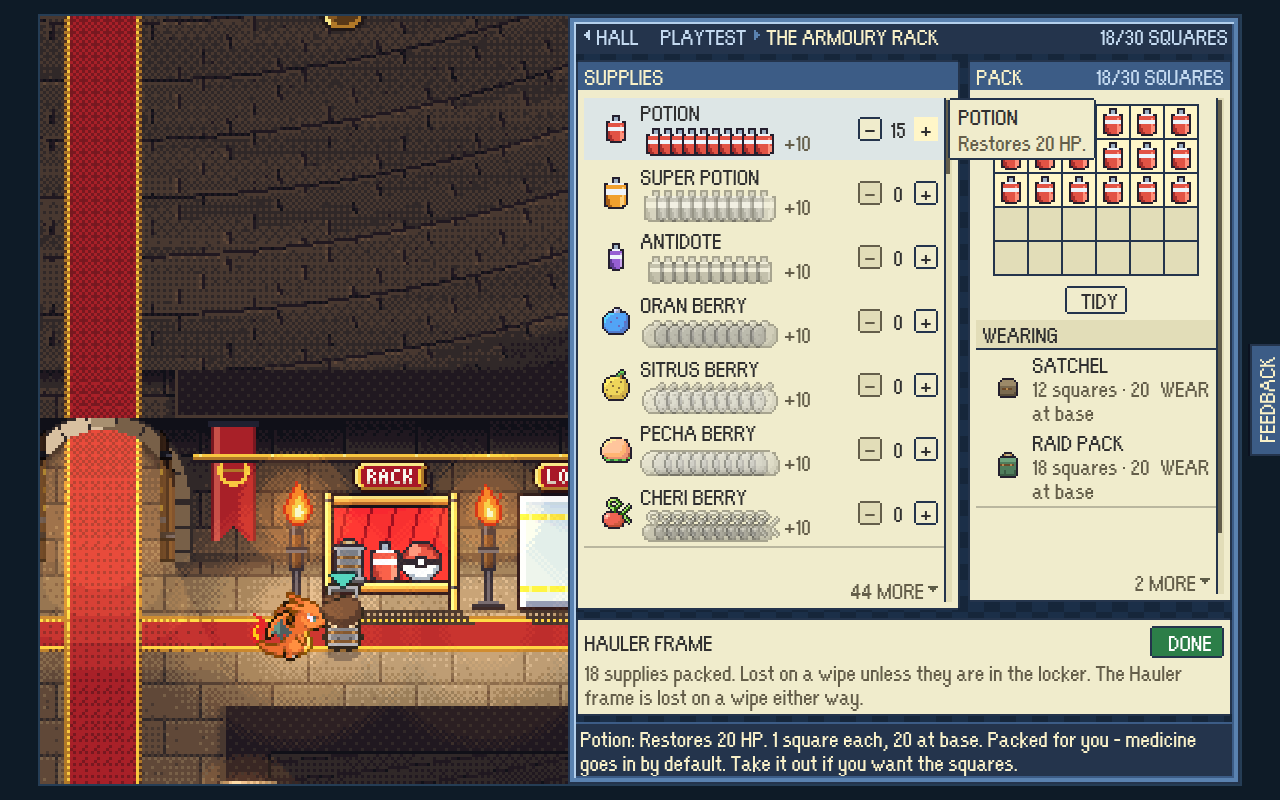 HALL PLAYTEST THE ARMOURY RACK 18/30 SQUARES
SUPPLIES
POTION
+10
15
SUPER POTION
+10
0
ANTIDOTE
+10
0
ORAN BERRY
+10
0
SITRUS BERRY
+10
0
PECHA BERRY
+10
0
CHERI BERRY
+10
0
44 MORE
PACK 18/30 SQUARES
POTION
Restores 20 HP.
TIDY
WEARING
SATCHEL
12 squares · 20 WEAR
at base
RAID PACK
18 squares · 20 WEAR
at base
2 MORE
HAULER FRAME
DONE
18 supplies packed. Lost on a wipe unless they are in the locker. The Hauler
frame is lost on a wipe either way.
Potion: Restores 20 HP. 1 square each, 20 at base. Packed for you - medicine
goes in by default. Take it out if you want the squares.
RACK
LO
FEEDBACK